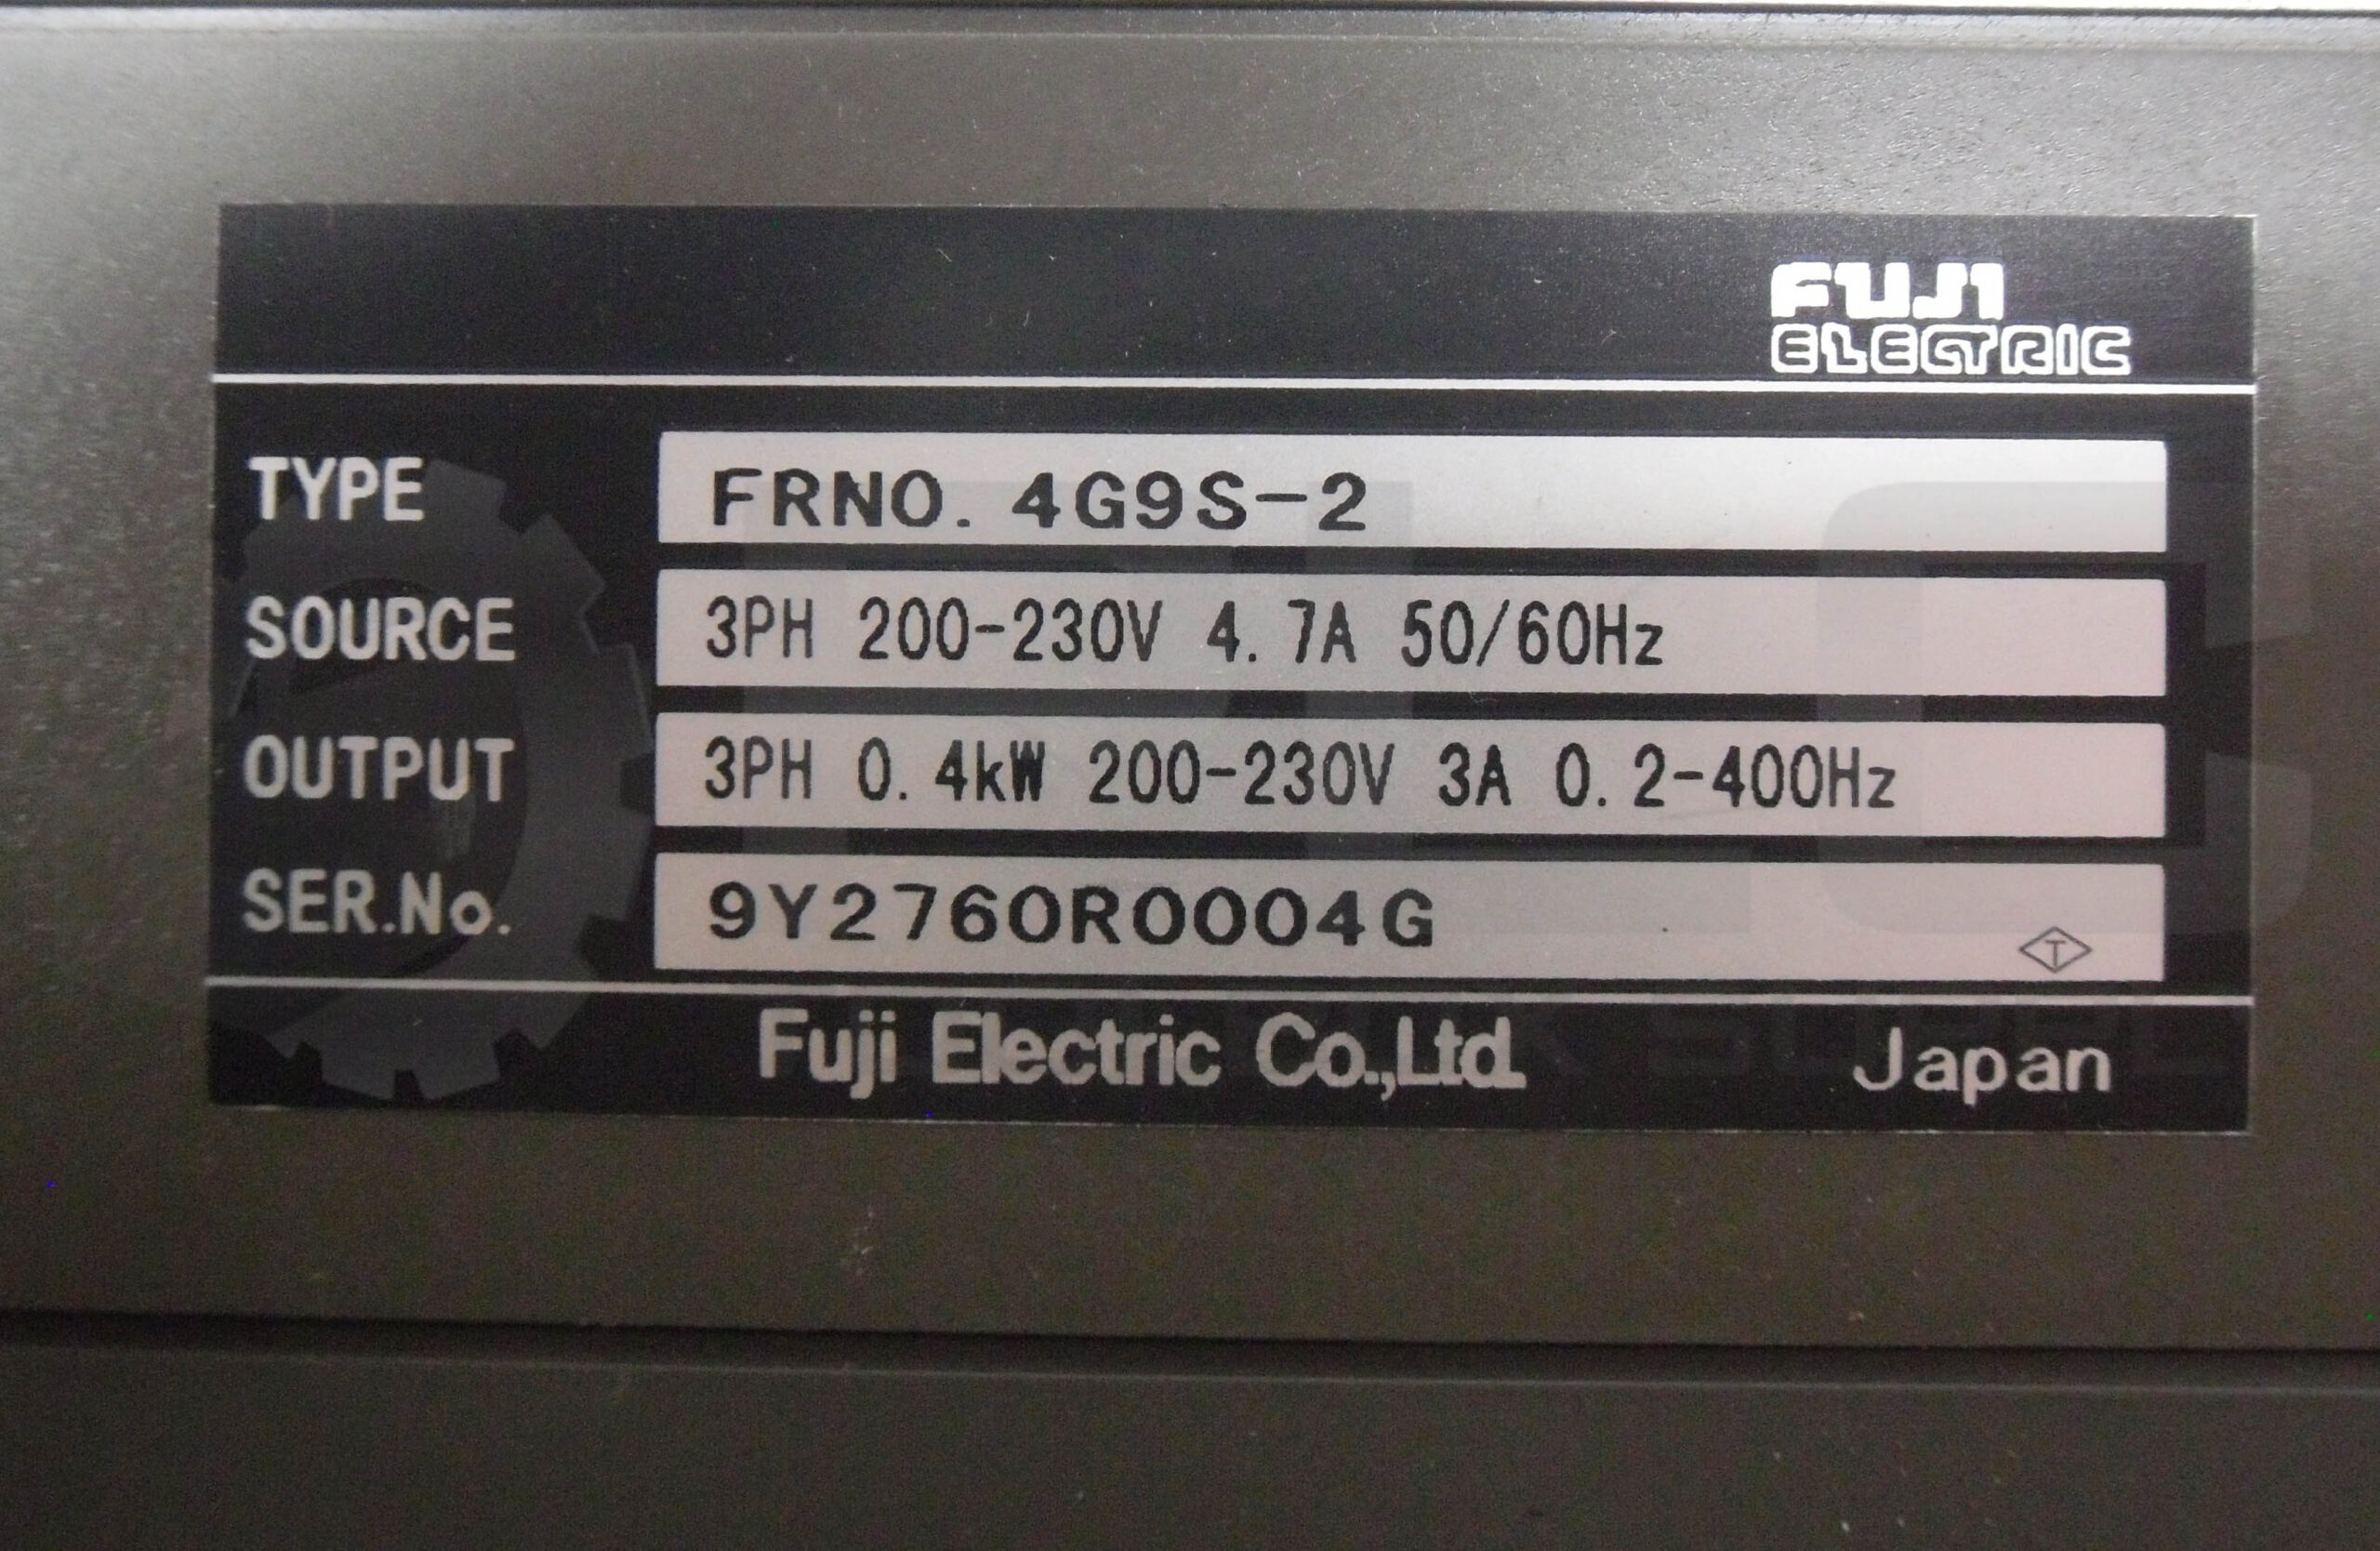 FUJI
ELECTRIC
TYPE FRN0.4G9S-2
SOURCE 3PH 200-230V 4.7A 50/60Hz
OUTPUT 3PH 0.4kW 200-230V 3A 0.2-400Hz
SER.No. 9Y2760R0004G
T
Fuji Electric Co.,Ltd. Japan